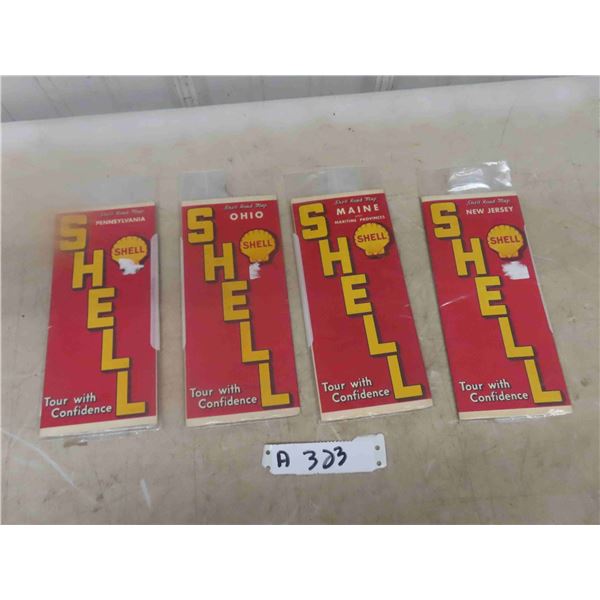 Shell Road Map
PENNSYLVANIA
SHELL
SHELL
Tour with
Confidence
Shell Road Map
OHIO
SHELL
SHELL
Tour with
Confidence
Shell Road Map
MAINE
MARITIME PROVINCES
SHELL
SHELL
Tour with
Confidence
Shell Road Map
NEW JERSEY
SHELL
SHELL
Tour with
Confidence
A 323